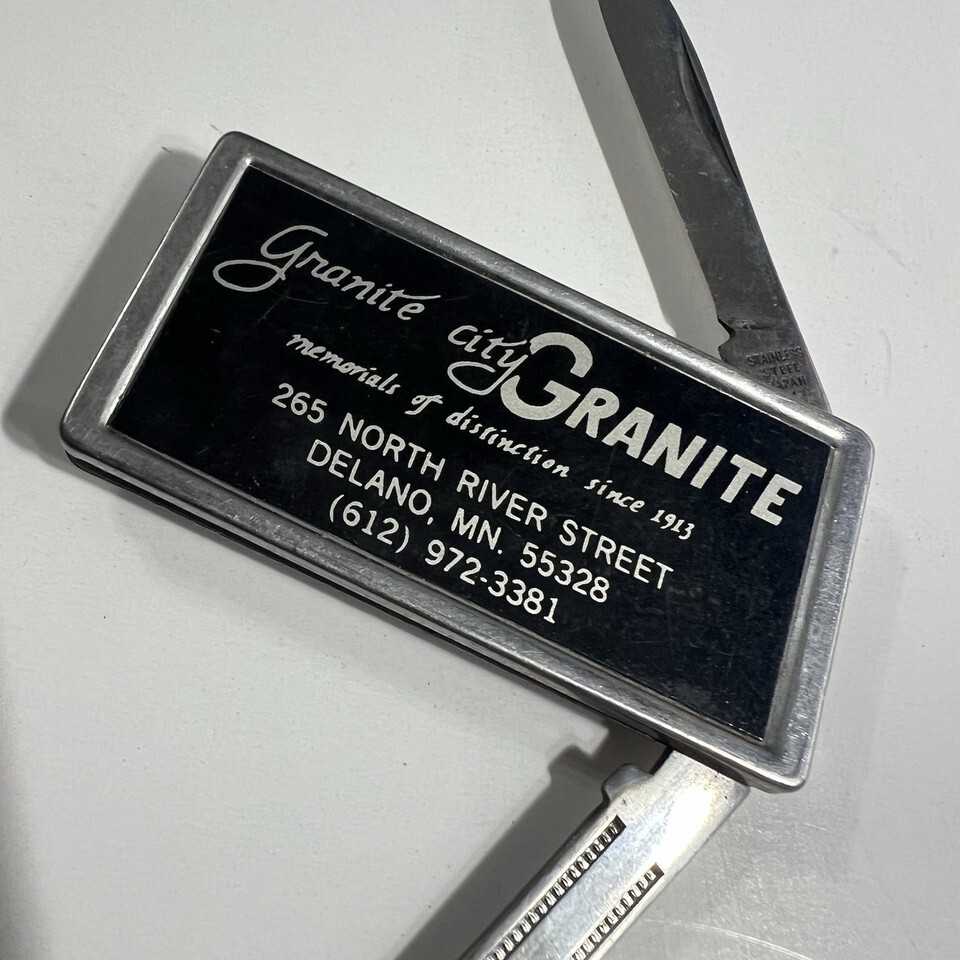 Granite City GRANITE
memorials of distinction since 1913
265 NORTH RIVER STREET
DELANO, MN. 55328
(612) 972-3381
STAINLESS
STEEL
JAPAN